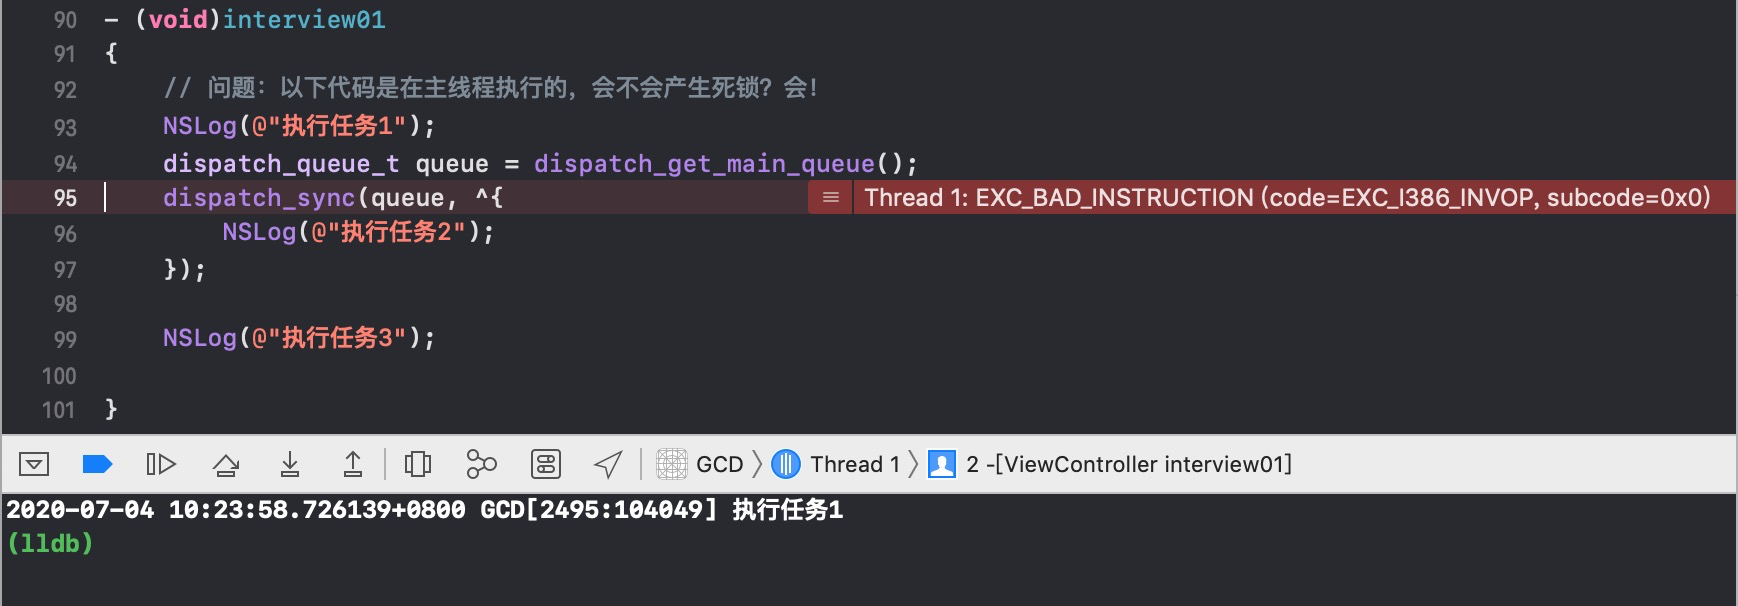 90 - (void)interview01
91 {
92 // 问题：以下代码是在主线程执行的，会不会产生死锁？会！
93 NSLog(@"执行任务1");
94 dispatch_queue_t queue = dispatch_get_main_queue();
95 dispatch_sync(queue, ^{ Thread 1: EXC_BAD_INSTRUCTION (code=EXC_I386_INVOP, subcode=0x0)
96 NSLog(@"执行任务2");
97 });
98
99 NSLog(@"执行任务3");
100
101 }
GCD Thread 1 2 -[ViewController interview01]
2020-07-04 10:23:58.726139+0800 GCD[2495:104049] 执行任务1
(lldb)